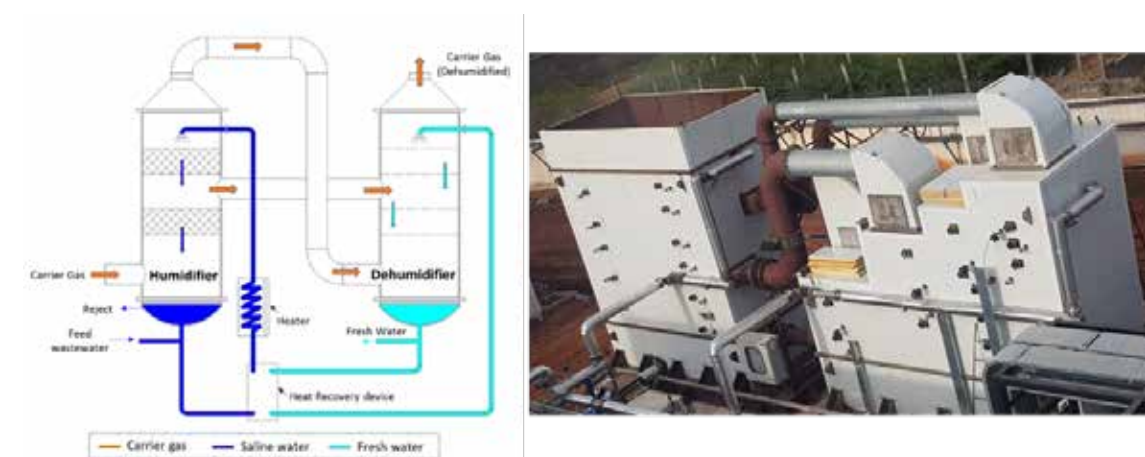 Carrier Gas
(Dehumidified)
Carrier Gas
Humidifier
Dehumidifier
Reject
Feed
wastewater
Heater
Fresh Water
Heat Recovery device
Carrier gas
Saline water
Fresh water